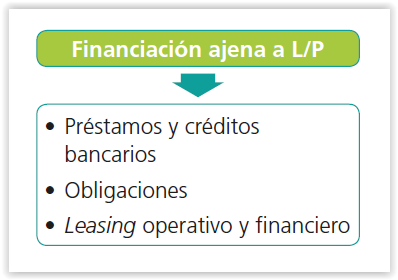 Financiación ajena a L/P
• Préstamos y créditos
bancarios
• Obligaciones
• Leasing operativo y financiero